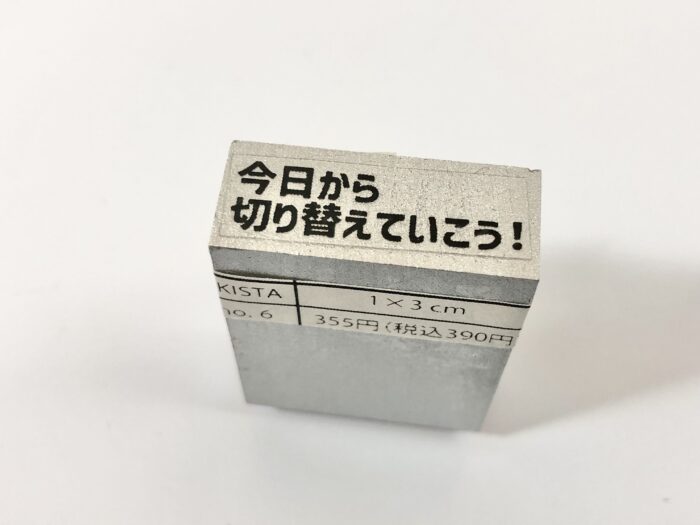 今日から
切り替えていこう!
KISTA
1×3cm
no. 6
355円(税込390円